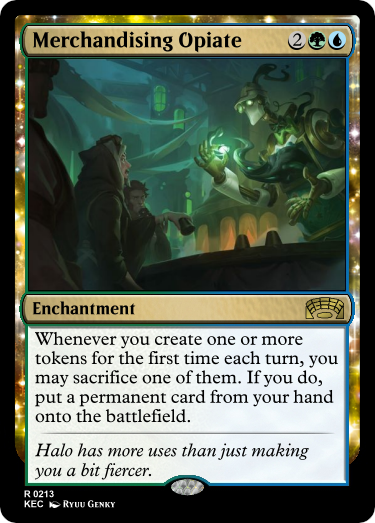 Merchandising Opiate 2
Enchantment
Whenever you create one or more
tokens for the first time each turn, you
may sacrifice one of them. If you do,
put a permanent card from your hand
onto the battlefield.
Halo has more uses than just making
you a bit fiercer.
R 0213
KEC Ryuu Genky